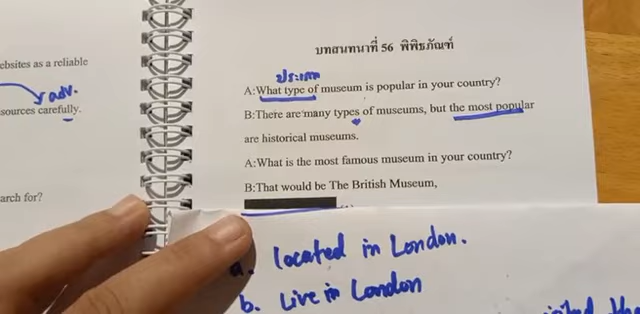 ebsites as a reliable
adv.
sources carefully.
arch for?
บทสนทนาที่ 56 พิพิธภัณฑ์
ประเภท
A:What type of museum is popular in your country?
B:There are many types of museums, but the most popular
are historical museums.
A:What is the most famous museum in your country?
B:That would be The British Museum,
a. located in London.
b. Live in London